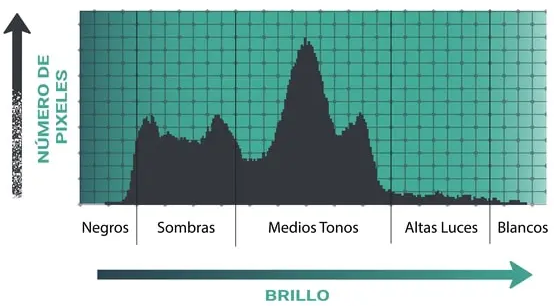 NÚMERO DE
PIXELES
Negros
Sombras
Medios Tonos
Altas Luces
Blancos
BRILLO